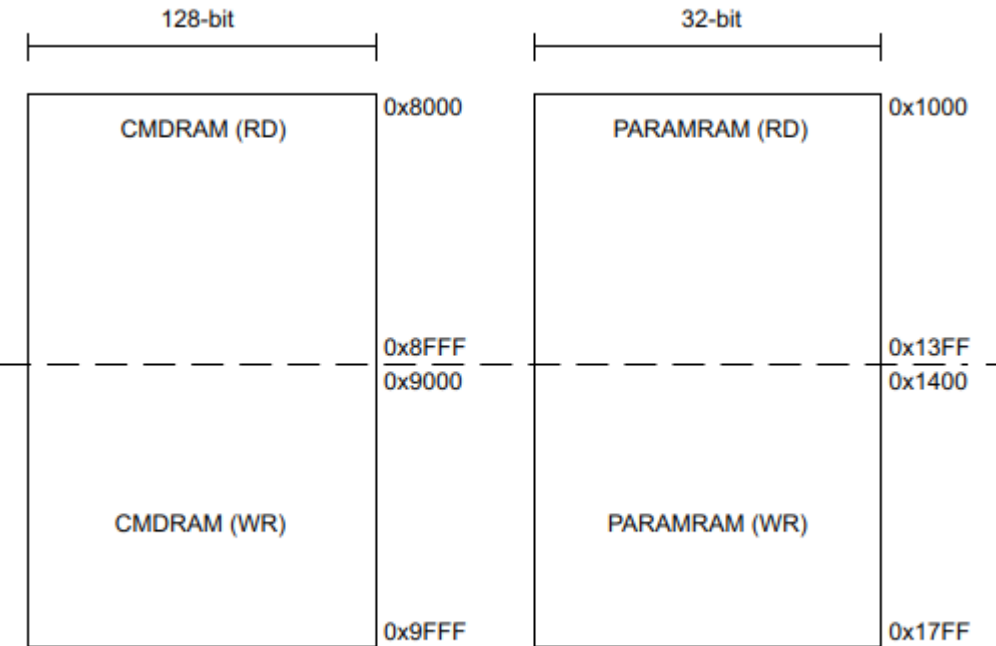 128-bit
32-bit
CMDRAM (RD)
0x8000
PARAMRAM (RD)
0x1000
0x8FFF
0x9000
0x13FF
0x1400
CMDRAM (WR)
PARAMRAM (WR)
0x9FFF
0x17FF